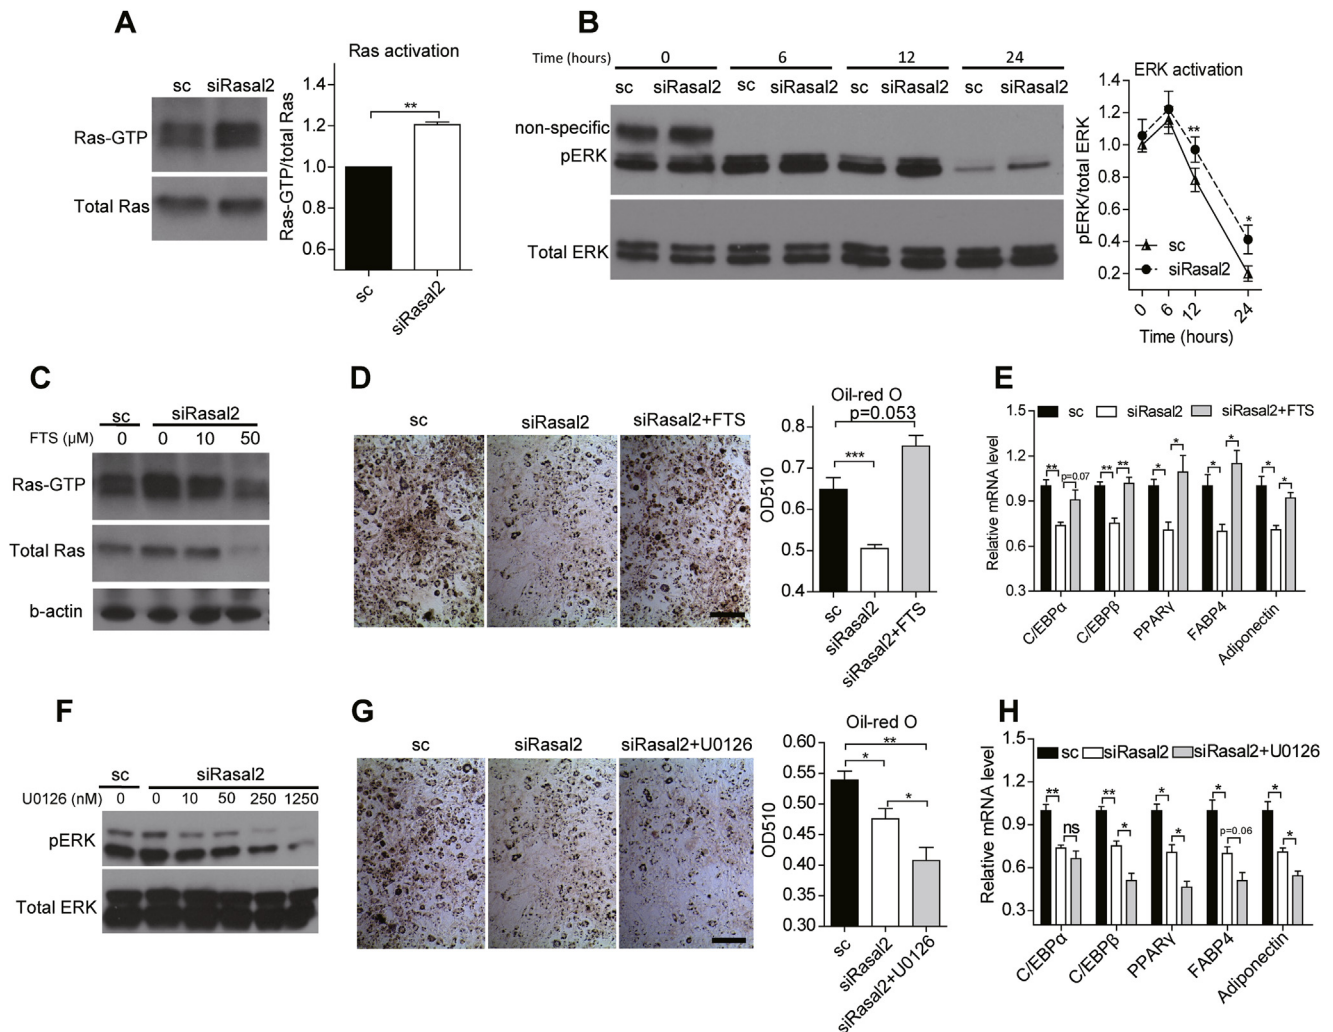 A
sc siRasal2
Ras-GTP
Total Ras
Ras activation
Ras-GTP/total Ras
1.4
1.2
1.0
0.8
0.6
**
sc
siRasal2
B
Time (hours) 0 6 12 24
sc siRasal2 sc siRasal2 sc siRasal2 sc siRasal2
non-specific
pERK
Total ERK
ERK activation
pERK/total ERK
1.4
1.2
1.0
0.8
0.6
0.4
0.2
**
*
sc
siRasal2
0 6 12 24
Time (hours)
C
sc siRasal2
FTS (µM) 0 0 10 50
Ras-GTP
Total Ras
b-actin
D
sc siRasal2 siRasal2+FTS
Oil-red O
p=0.053
***
OD510
0.8
0.7
0.6
0.5
0.4
sc
siRasal2
siRasal2+FTS
E
sc siRasal2 siRasal2+FTS
Relative mRNA level
1.5
1.2
0.9
0.6
0.3
** p=0.07 ** ** * * * * * *
C/EBPα
C/EBPβ
PPARγ
FABP4
Adiponectin
F
sc siRasal2
U0126 (nM) 0 0 10 50 250 1250
pERK
Total ERK
G
sc siRasal2 siRasal2+U0126
Oil-red O
**
*
*
OD510
0.60
0.55
0.50
0.45
0.40
0.35
0.30
sc
siRasal2
siRasal2+U0126
H
sc siRasal2 siRasal2+U0126
Relative mRNA level
1.5
1.2
0.9
0.6
0.3
** ns ** * * * * p=0.06 * *
C/EBPα
C/EBPβ
PPARγ
FABP4
Adiponectin